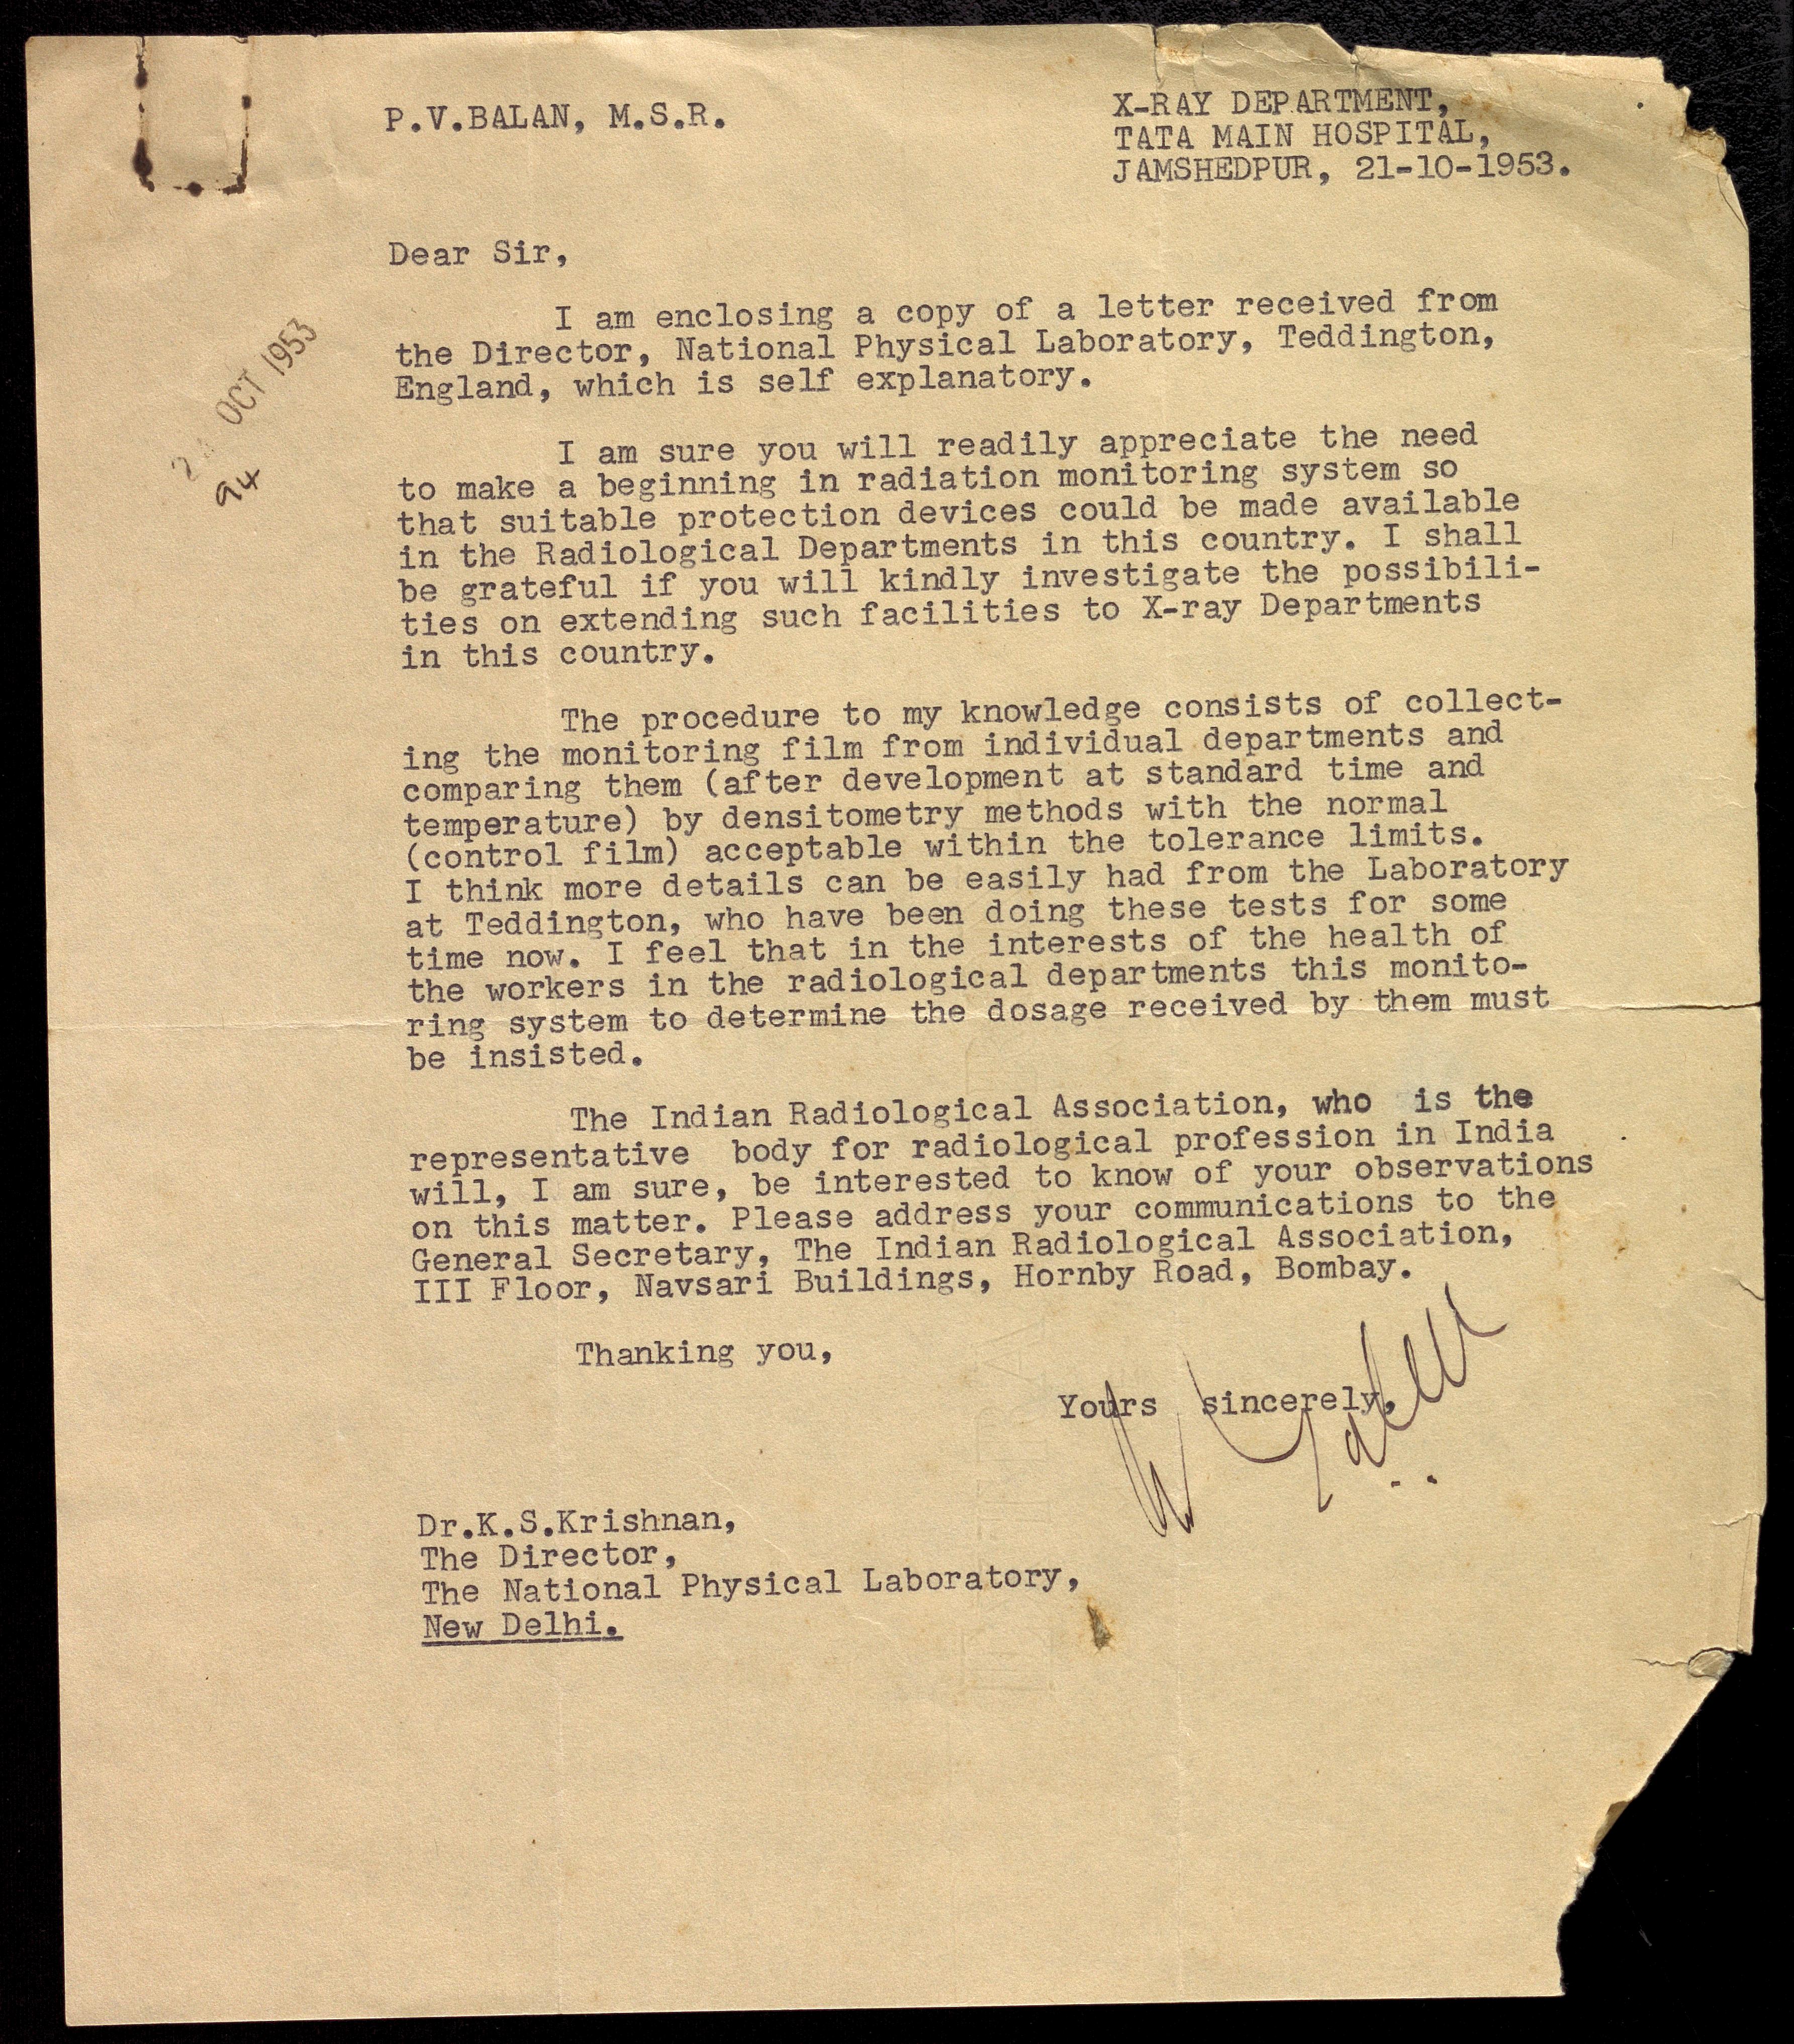 P.V.BALAN, M.S.R.
X-RAY DEPARTMENT,
TATA MAIN HOSPITAL,
JAMSHEDPUR, 21-10-1953.
OCT 1953
94
Dear Sir,
I am enclosing a copy of a letter received from
the Director, National Physical Laboratory, Teddington,
England, which is self explanatory.
I am sure you will readily appreciate the need
to make a beginning in radiation monitoring system so
that suitable protection devices could be made available
in the Radiological Departments in this country. I shall
be grateful if you will kindly investigate the possibili-
ties on extending such facilities to X-ray Departments
in this country.
The procedure to my knowledge consists of collect-
ing the monitoring film from individual departments and
comparing them (after development at standard time and
temperature) by densitometry methods with the normal
(control film) acceptable within the tolerance limits.
I think more details can be easily had from the Laboratory
at Teddington, who have been doing these tests for some
time now. I feel that in the interests of the health of
the workers in the radiological departments this monito-
ring system to determine the dosage received by them must
be insisted.
The Indian Radiological Association, who is the
representative body for radiological profession in India
will, I am sure, be interested to know of your observations
on this matter. Please address your communications to the
General Secretary, The Indian Radiological Association,
III Floor, Navsari Buildings, Hornby Road, Bombay.
Thanking you,
Yours sincerely,
Dr.K.S.Krishnan,
The Director,
The National Physical Laboratory,
New Delhi.